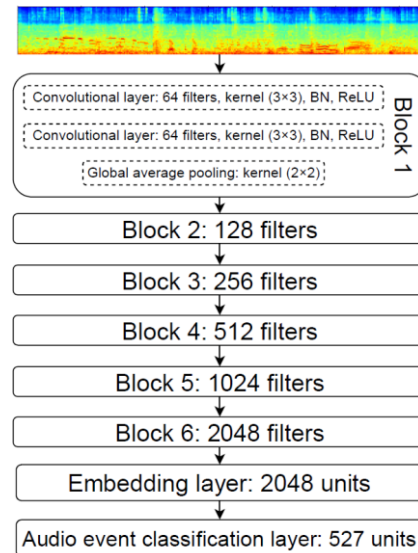 Convolutional layer: 64 filters, kernel (3×3), BN, ReLU
Convolutional layer: 64 filters, kernel (3×3), BN, ReLU
Global average pooling: kernel (2×2)
Block 1
Block 2: 128 filters
Block 3: 256 filters
Block 4: 512 filters
Block 5: 1024 filters
Block 6: 2048 filters
Embedding layer: 2048 units
Audio event classification layer: 527 units